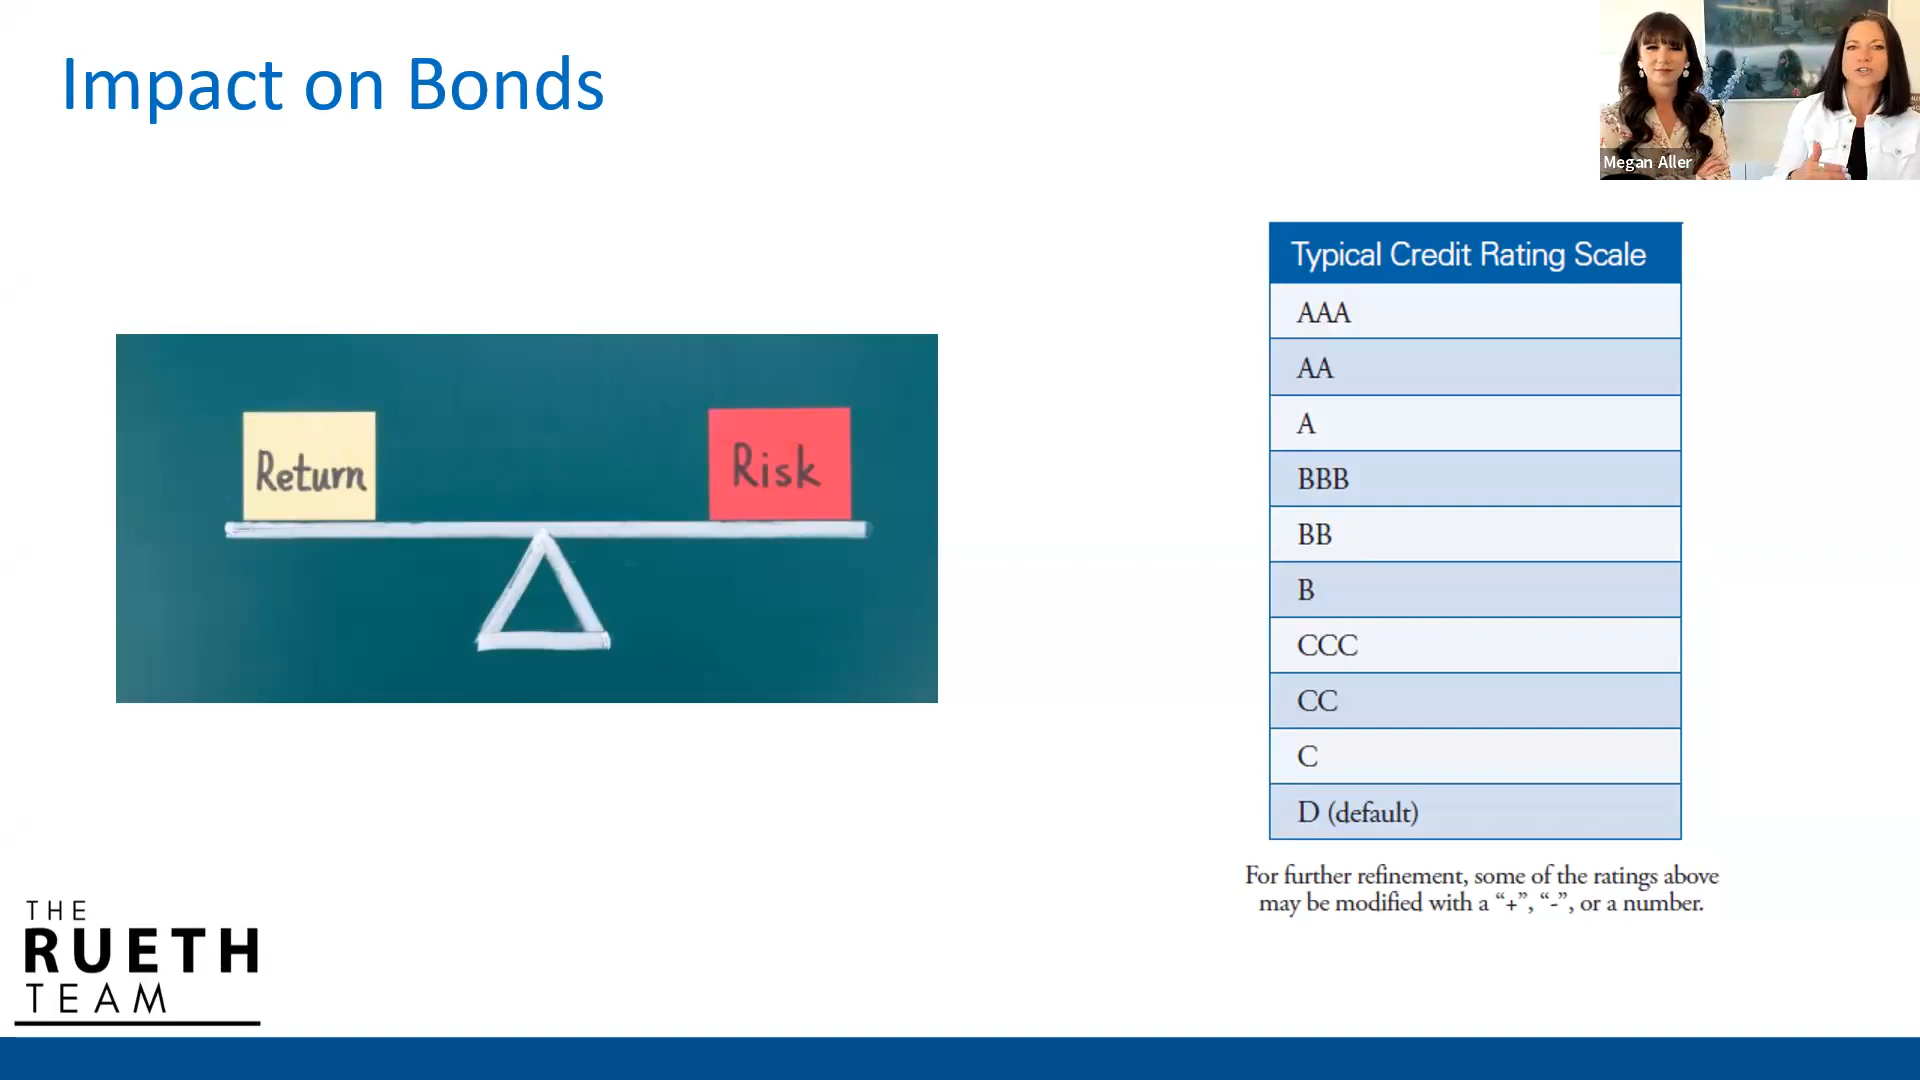 Impact on Bonds
Megan Aller
Return
Risk
Typical Credit Rating Scale
AAA
AA
A
BBB
BB
B
CCC
CC
C
D (default)
For further refinement, some of the ratings above
may be modified with a “+”, “-”, or a number.
THE
RUETH
TEAM